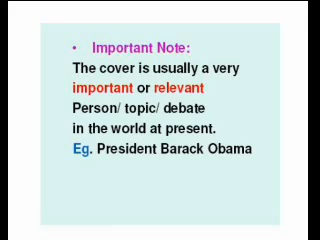 • Important Note:
The cover is usually a very
important or relevant
Person/ topic/ debate
in the world at present.
Eg. President Barack Obama